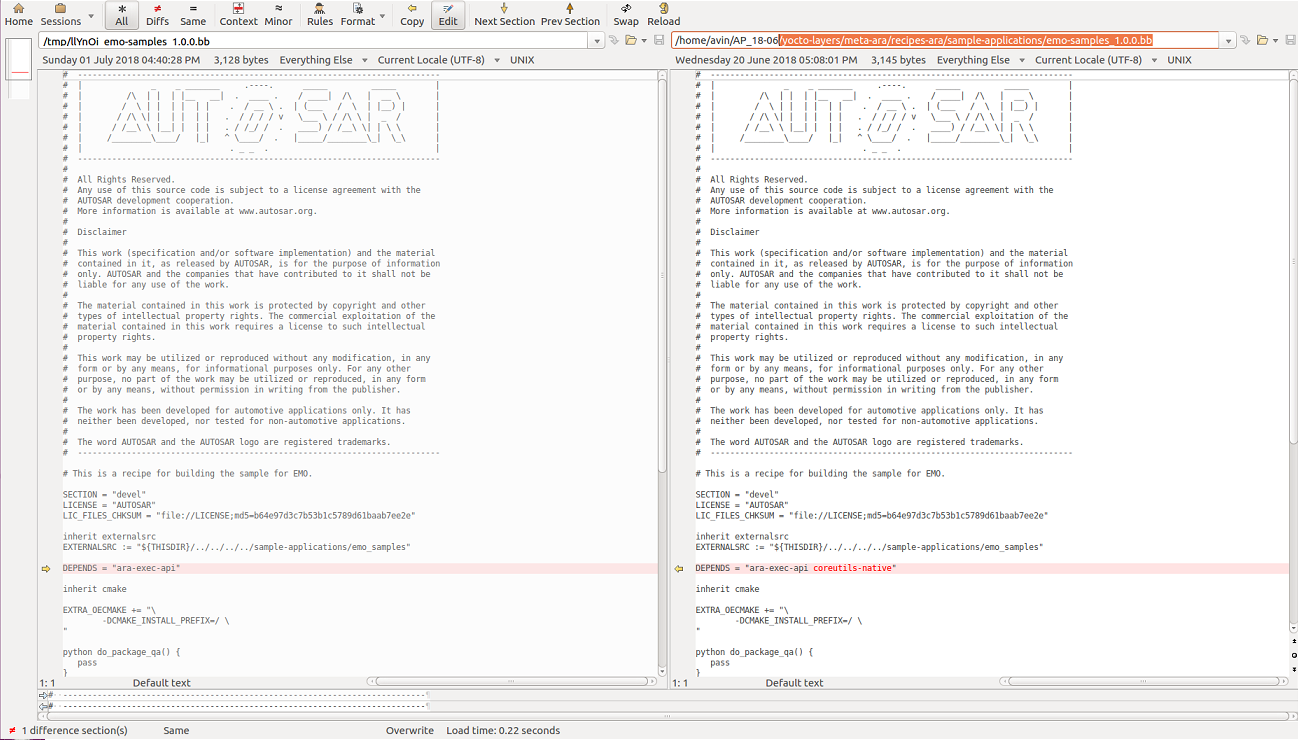 Home Sessions All Diffs Same Context Minor Rules Format Copy Edit Next Section Prev Section Swap Reload
/tmp/llYnOi_emo-samples_1.0.0.bb
Sunday 01 July 2018 04:40:28 PM 3,128 bytes Everything Else Current Locale (UTF-8) UNIX
# ---------------------------------------------------------------------
# AUTOSAR
# ---------------------------------------------------------------------
#
# All Rights Reserved.
# Any use of this source code is subject to a license agreement with the
# AUTOSAR development cooperation.
# More information is available at www.autosar.org.
#
# Disclaimer
#
# This work (specification and/or software implementation) and the material
# contained in it, as released by AUTOSAR, is for the purpose of information
# only. AUTOSAR and the companies that have contributed to it shall not be
# liable for any use of the work.
#
# The material contained in this work is protected by copyright and other
# types of intellectual property rights. The commercial exploitation of the
# material contained in this work requires a license to such intellectual
# property rights.
#
# This work may be utilized or reproduced without any modification, in any
# form or by any means, for informational purposes only. For any other
# purpose, no part of the work may be utilized or reproduced, in any form
# or by any means, without permission in writing from the publisher.
#
# The work has been developed for automotive applications only. It has
# neither been developed, nor tested for non-automotive applications.
#
# The word AUTOSAR and the AUTOSAR logo are registered trademarks.
# ---------------------------------------------------------------------
# This is a recipe for building the sample for EMO.
SECTION = "devel"
LICENSE = "AUTOSAR"
LIC_FILES_CHKSUM = "file://LICENSE;md5=b64e97d3c7b53b1c5789d61baab7ee2e"
inherit externalsrc
EXTERNALSRC := "${THISDIR}/../../../../sample-applications/emo_samples"
DEPENDS = "ara-exec-api"
inherit cmake
EXTRA_OECMAKE += "\
-DCMAKE_INSTALL_PREFIX=/ \
"
python do_package_qa() {
pass
}
1: 1 Default text
/home/avin/AP_18-06/yocto-layers/meta-ara/recipes-ara/sample-applications/emo-samples_1.0.0.bb
Wednesday 20 June 2018 05:08:01 PM 3,145 bytes Everything Else Current Locale (UTF-8) UNIX
# ---------------------------------------------------------------------
# AUTOSAR
# ---------------------------------------------------------------------
#
# All Rights Reserved.
# Any use of this source code is subject to a license agreement with the
# AUTOSAR development cooperation.
# More information is available at www.autosar.org.
#
# Disclaimer
#
# This work (specification and/or software implementation) and the material
# contained in it, as released by AUTOSAR, is for the purpose of information
# only. AUTOSAR and the companies that have contributed to it shall not be
# liable for any use of the work.
#
# The material contained in this work is protected by copyright and other
# types of intellectual property rights. The commercial exploitation of the
# material contained in this work requires a license to such intellectual
# property rights.
#
# This work may be utilized or reproduced without any modification, in any
# form or by any means, for informational purposes only. For any other
# purpose, no part of the work may be utilized or reproduced, in any form
# or by any means, without permission in writing from the publisher.
#
# The work has been developed for automotive applications only. It has
# neither been developed, nor tested for non-automotive applications.
#
# The word AUTOSAR and the AUTOSAR logo are registered trademarks.
# ---------------------------------------------------------------------
# This is a recipe for building the sample for EMO.
SECTION = "devel"
LICENSE = "AUTOSAR"
LIC_FILES_CHKSUM = "file://LICENSE;md5=b64e97d3c7b53b1c5789d61baab7ee2e"
inherit externalsrc
EXTERNALSRC := "${THISDIR}/../../../../sample-applications/emo_samples"
DEPENDS = "ara-exec-api coreutils-native"
inherit cmake
EXTRA_OECMAKE += "\
-DCMAKE_INSTALL_PREFIX=/ \
"
python do_package_qa() {
pass
}
1: 1 Default text
# ---------------------------------------------------------------------¶
# ---------------------------------------------------------------------¶
1 difference section(s) Same Overwrite Load time: 0.22 seconds